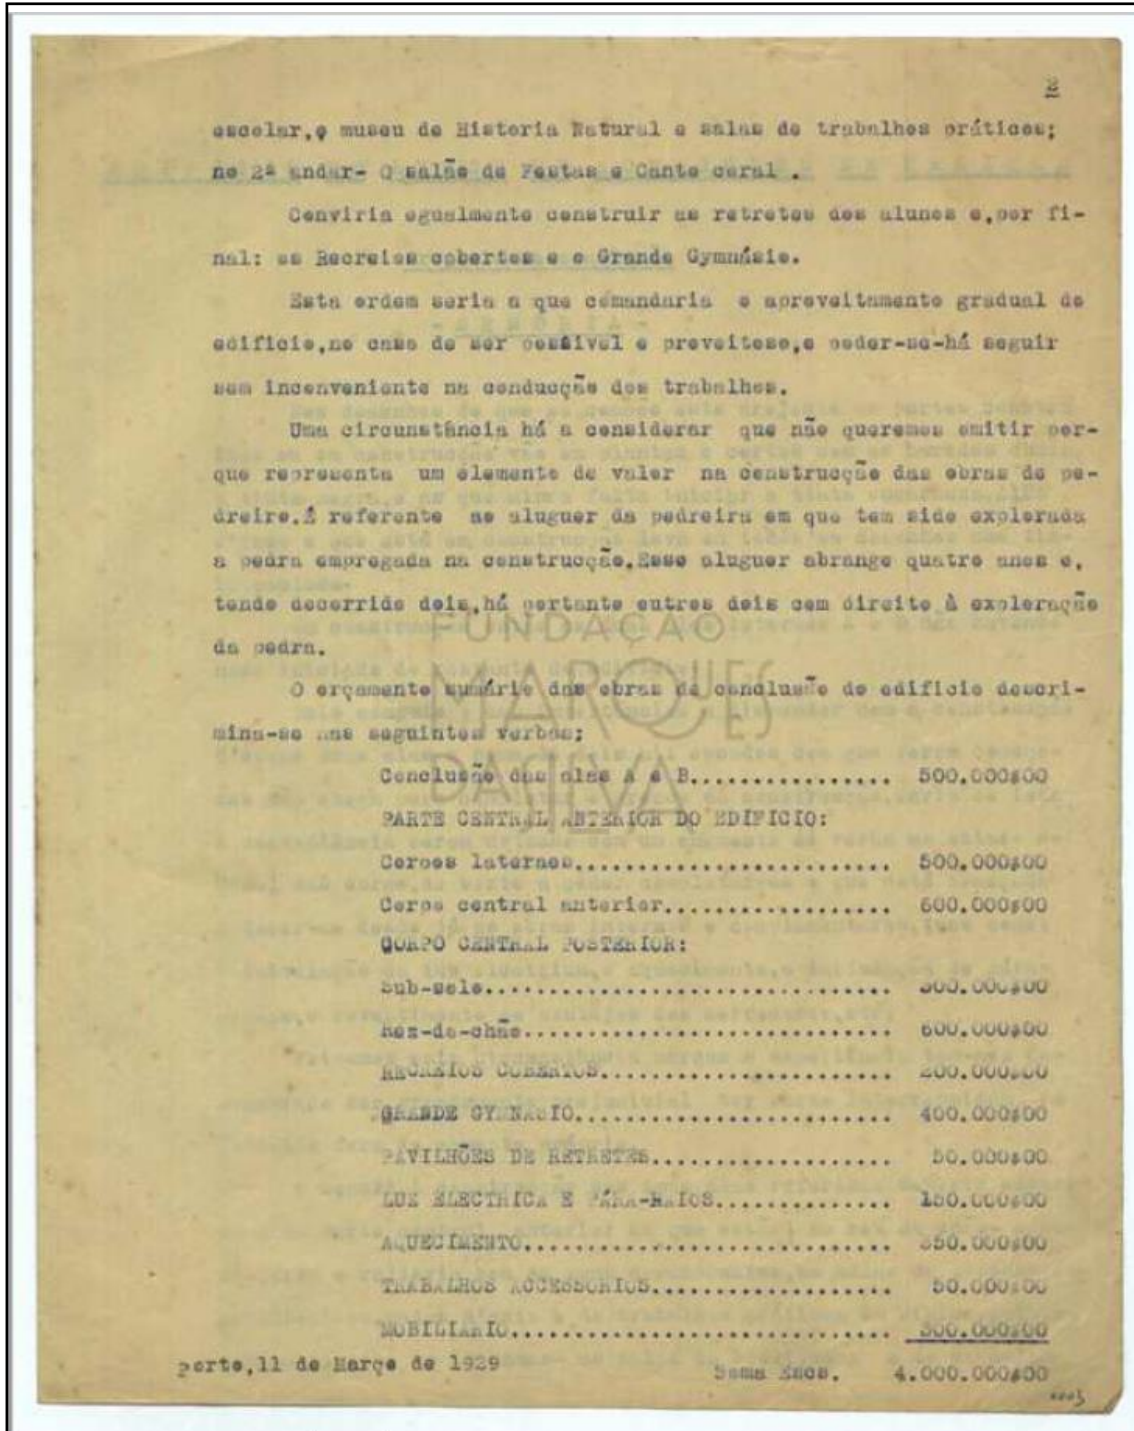 2
escolar,o museu de Historia Natural e salas de trabalhos práticos;
no 2º andar- O salão de Festas e Canto coral .
Conviria egualmente construir as retretes dos alunos e,por fi-
nal: os Recreios cobertos e o Grande Gymnásio.
Esta ordem seria a que comandaria o aproveitamento gradual do
edificio,no caso de ser possivel e proveitoso,e poder-se-há seguir
sem inconveniente na conducção dos trabalhos.
Uma circunstância há a considerar que não queremos omitir por-
que representa um elemento de valor na construcção das obras de pe-
dreiro.É referente ao aluguer da pedreira em que tem sido explorada
a pedra empregada na construcção.Esse aluguer abrange quatro anos e,
tendo decorrido dois,há portanto outros dois com direito à exploração
da pedra.
O orçamento sumário das obras de conclusão do edificio descri-
mina-se nas seguintes verbas;
Conclusão das alas A e B................ 500.000$00
PARTE CENTRAL ANTERIOR DO EDIFICIO:
Corpos lateraes......................... 500.000$00
Corpo central anterior.................. 600.000$00
CORPO CENTRAL POSTERIOR:
Sub-solo................................ 300.000$00
Rez-do-chão............................. 600.000$00
RECREIOS COBERTOS....................... 200.000$00
GRANDE GYMNASIO......................... 400.000$00
PAVILHÕES DE RETRETES................... 50.000$00
LUZ ELECTRICA E PÁRA-RAIOS.............. 150.000$00
AQUECIMENTO............................. 350.000$00
TRABALHOS ACCESSORIOS................... 50.000$00
MOBILIARIO.............................. 300.000$00
Porto,11 de Março de 1929 Soma Escs. 4.000.000$00
FUNDAÇÃO
MARQUES
DA SILVA